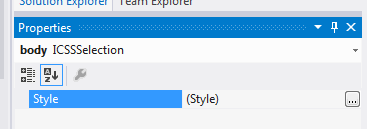 Solution Explorer Team Explorer
Properties
body ICSSSelection
Style (Style) ...